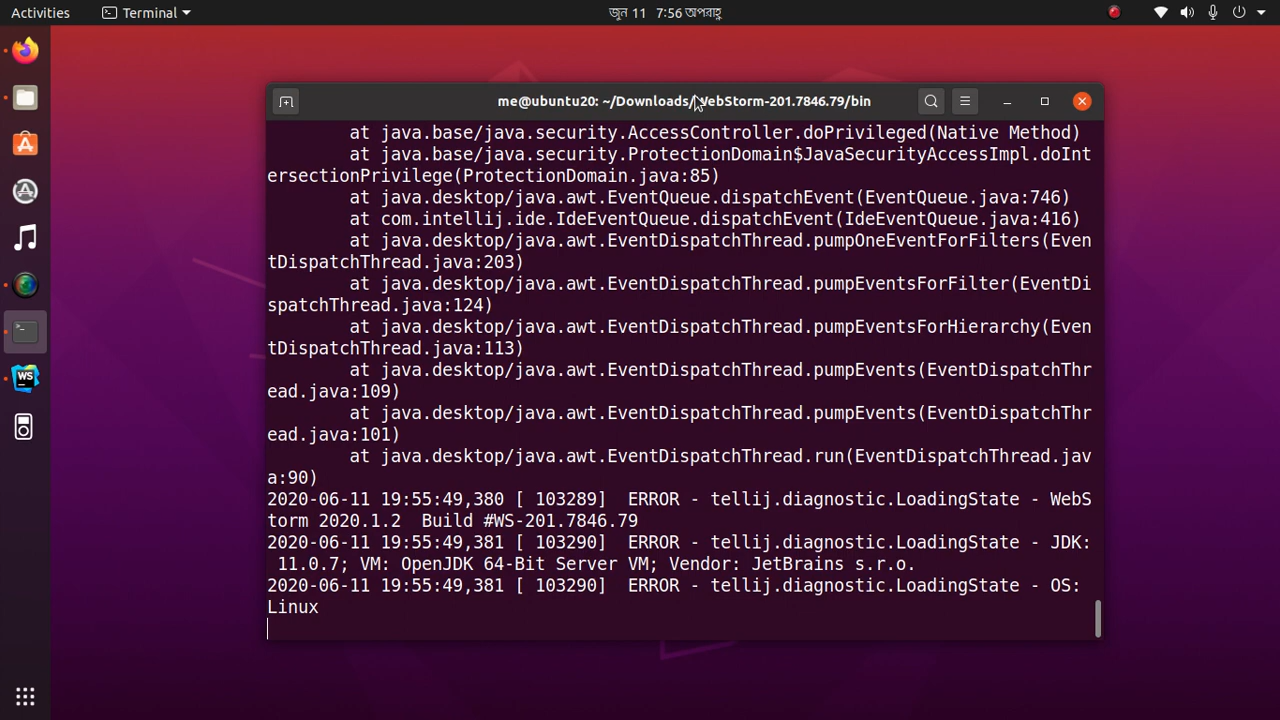 Activities
Terminal
জুন 11 7:56 অপরাহ্ণ
me@ubuntu20: ~/Downloads/WebStorm-201.7846.79/bin
at java.base/java.security.AccessController.doPrivileged(Native Method)
at java.base/java.security.ProtectionDomain$JavaSecurityAccessImpl.doInt
ersectionPrivilege(ProtectionDomain.java:85)
at java.desktop/java.awt.EventQueue.dispatchEvent(EventQueue.java:746)
at com.intellij.ide.IdeEventQueue.dispatchEvent(IdeEventQueue.java:416)
at java.desktop/java.awt.EventDispatchThread.pumpOneEventForFilters(Even
tDispatchThread.java:203)
at java.desktop/java.awt.EventDispatchThread.pumpEventsForFilter(EventDi
spatchThread.java:124)
at java.desktop/java.awt.EventDispatchThread.pumpEventsForHierarchy(Even
tDispatchThread.java:113)
at java.desktop/java.awt.EventDispatchThread.pumpEvents(EventDispatchThr
ead.java:109)
at java.desktop/java.awt.EventDispatchThread.pumpEvents(EventDispatchThr
ead.java:101)
at java.desktop/java.awt.EventDispatchThread.run(EventDispatchThread.jav
a:90)
2020-06-11 19:55:49,380 [ 103289]  ERROR - tellij.diagnostic.LoadingState - WebS
torm 2020.1.2  Build #WS-201.7846.79
2020-06-11 19:55:49,381 [ 103290]  ERROR - tellij.diagnostic.LoadingState - JDK:
 11.0.7; VM: OpenJDK 64-Bit Server VM; Vendor: JetBrains s.r.o.
2020-06-11 19:55:49,381 [ 103290]  ERROR - tellij.diagnostic.LoadingState - OS:
Linux
WS